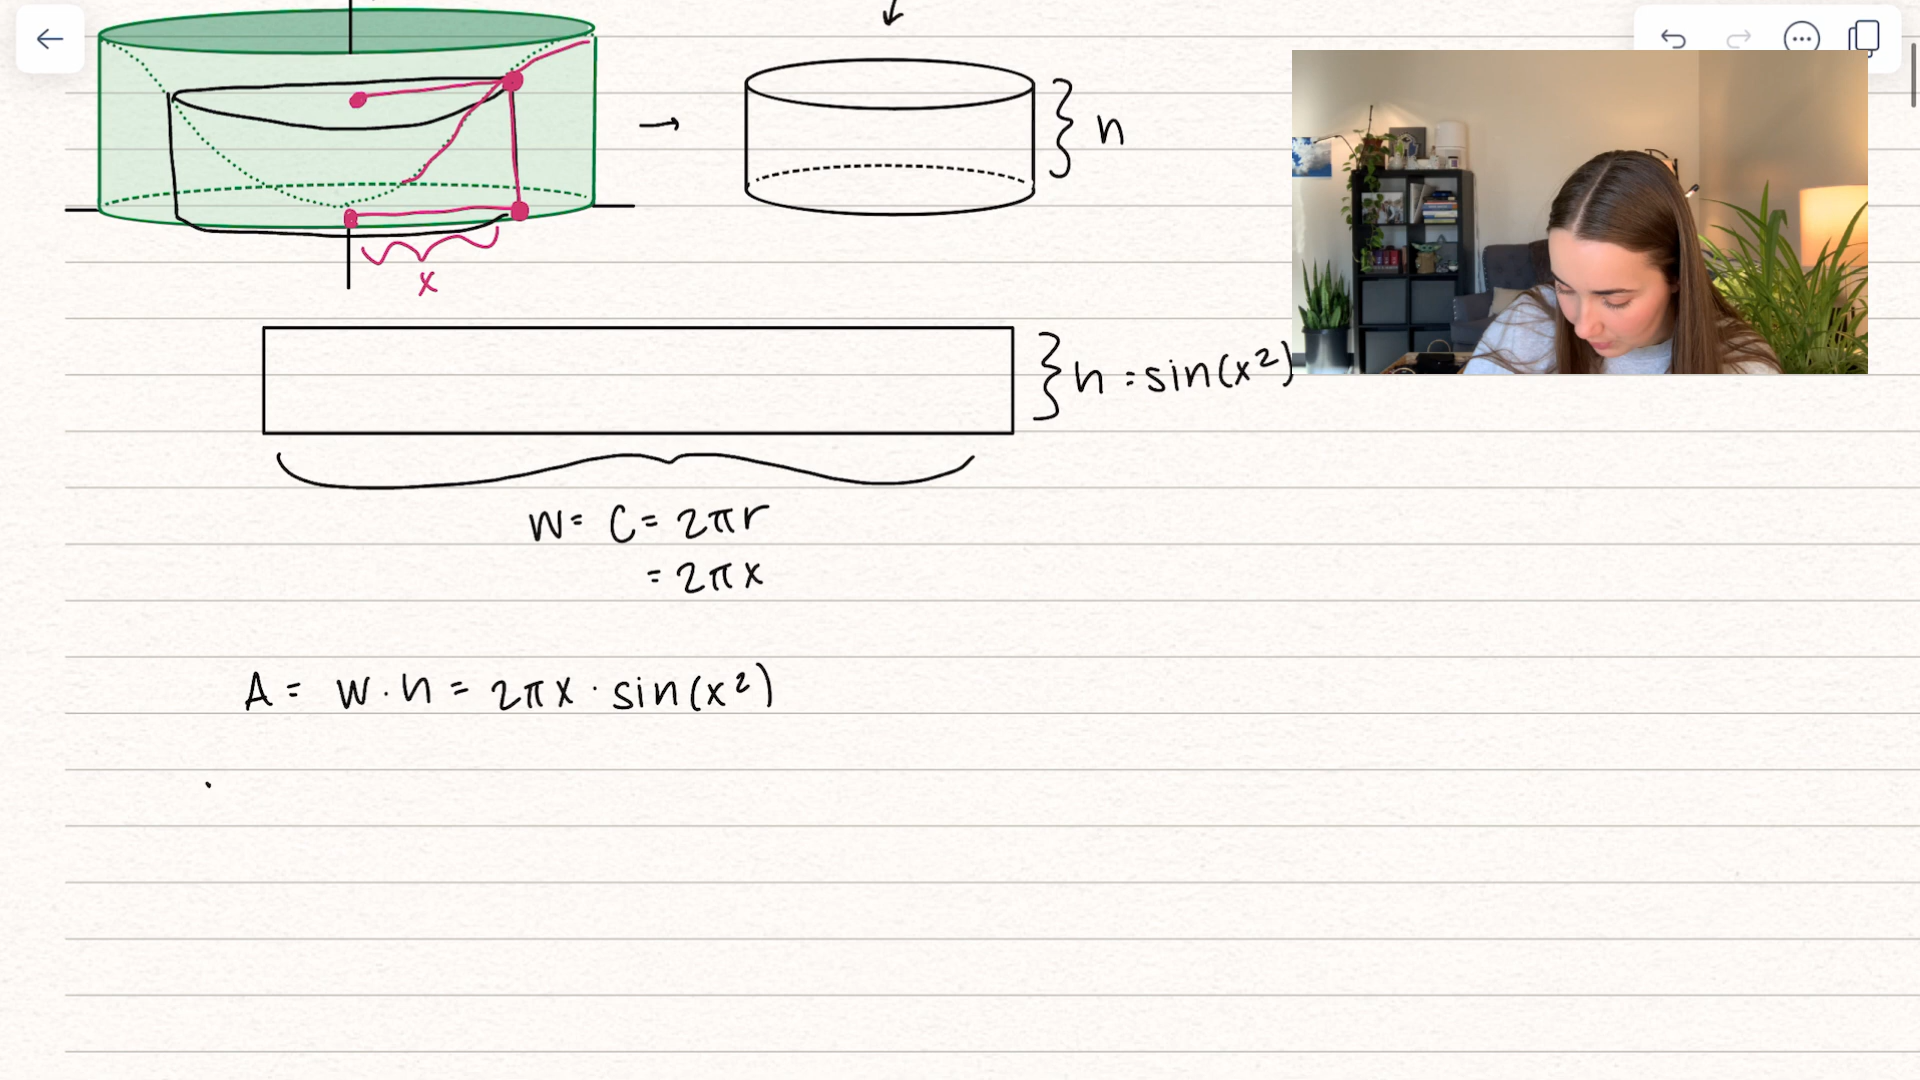 h
x
h = sin(x²)
W = C = 2πr
= 2πx
A = W · h = 2πx · sin(x²)